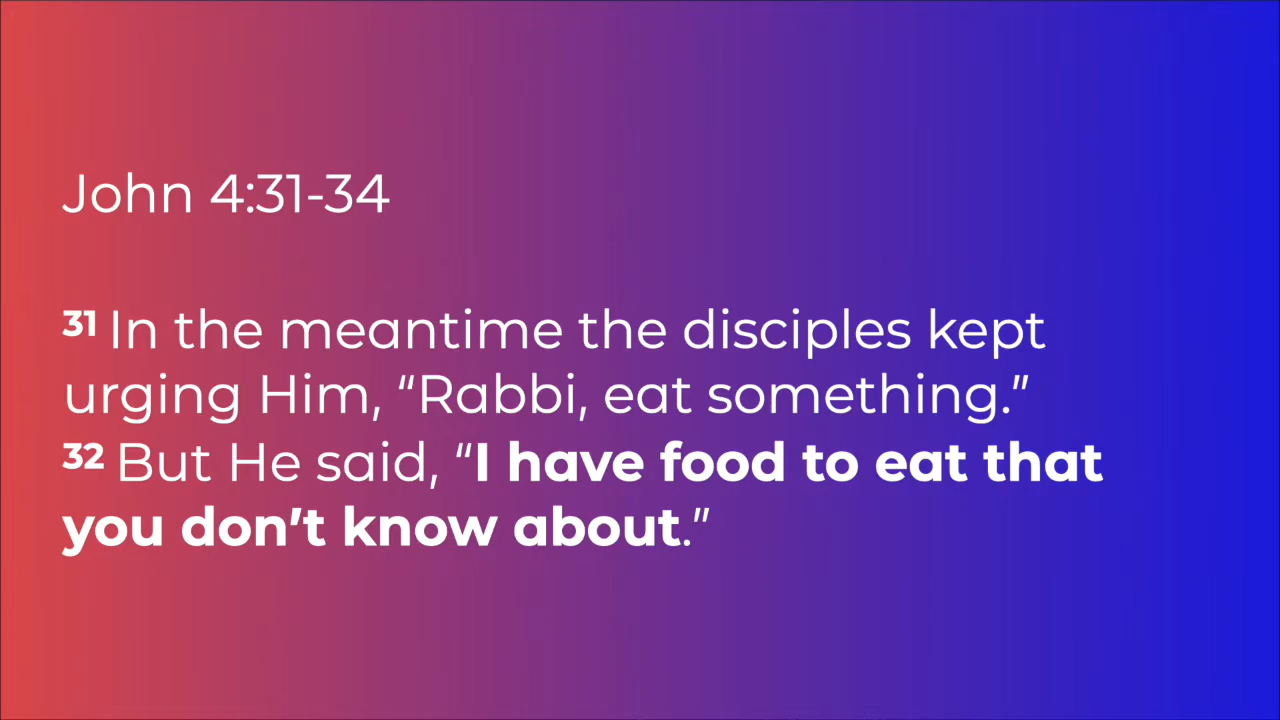 John 4:31-34
31 In the meantime the disciples kept
urging Him, “Rabbi, eat something.”
32 But He said, “I have food to eat that
you don’t know about.”